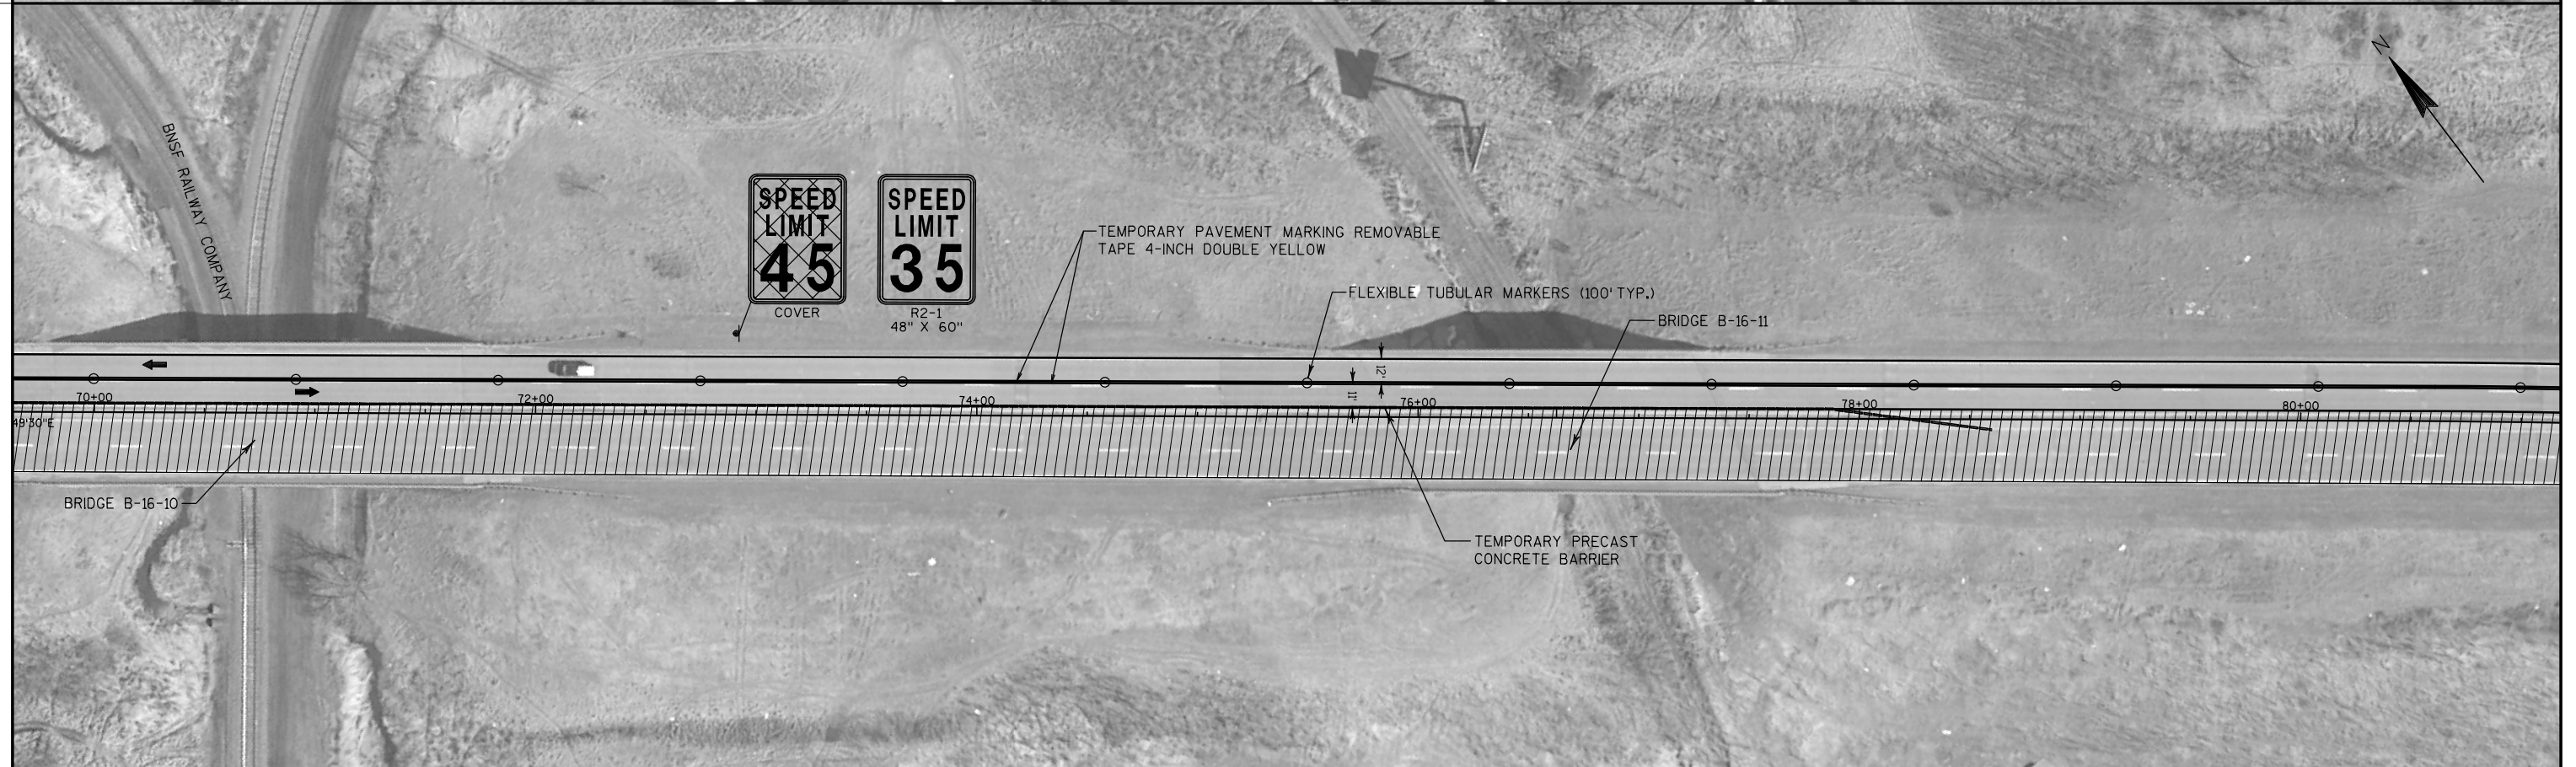 N
BNSF RAILWAY COMPANY
SPEED
LIMIT
45
COVER
SPEED
LIMIT
35
R2-1
48" X 60"
TEMPORARY PAVEMENT MARKING REMOVABLE
TAPE 4-INCH DOUBLE YELLOW
FLEXIBLE TUBULAR MARKERS (100' TYP.)
BRIDGE B-16-11
12'
11'
70+00
72+00
74+00
76+00
78+00
80+00
49'30"E
BRIDGE B-16-10
TEMPORARY PRECAST
CONCRETE BARRIER